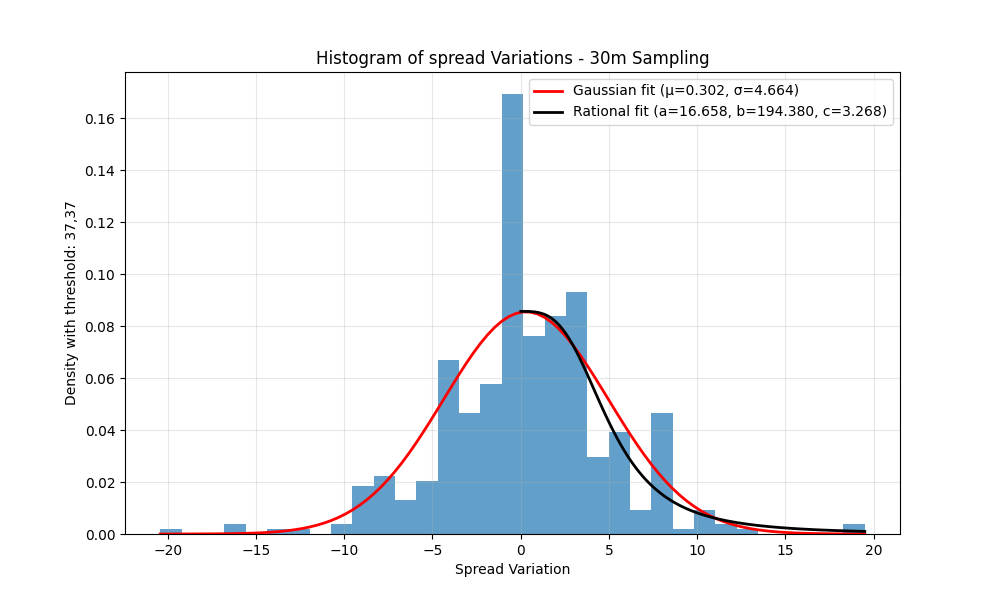 Histogram of spread Variations - 30m Sampling
Gaussian fit (μ=0.302, σ=4.664)
Rational fit (a=16.658, b=194.380, c=3.268)
Density with threshold: 37,37
0.16
0.14
0.12
0.10
0.08
0.06
0.04
0.02
0.00
−20 −15 −10 −5 0 5 10 15 20
Spread Variation